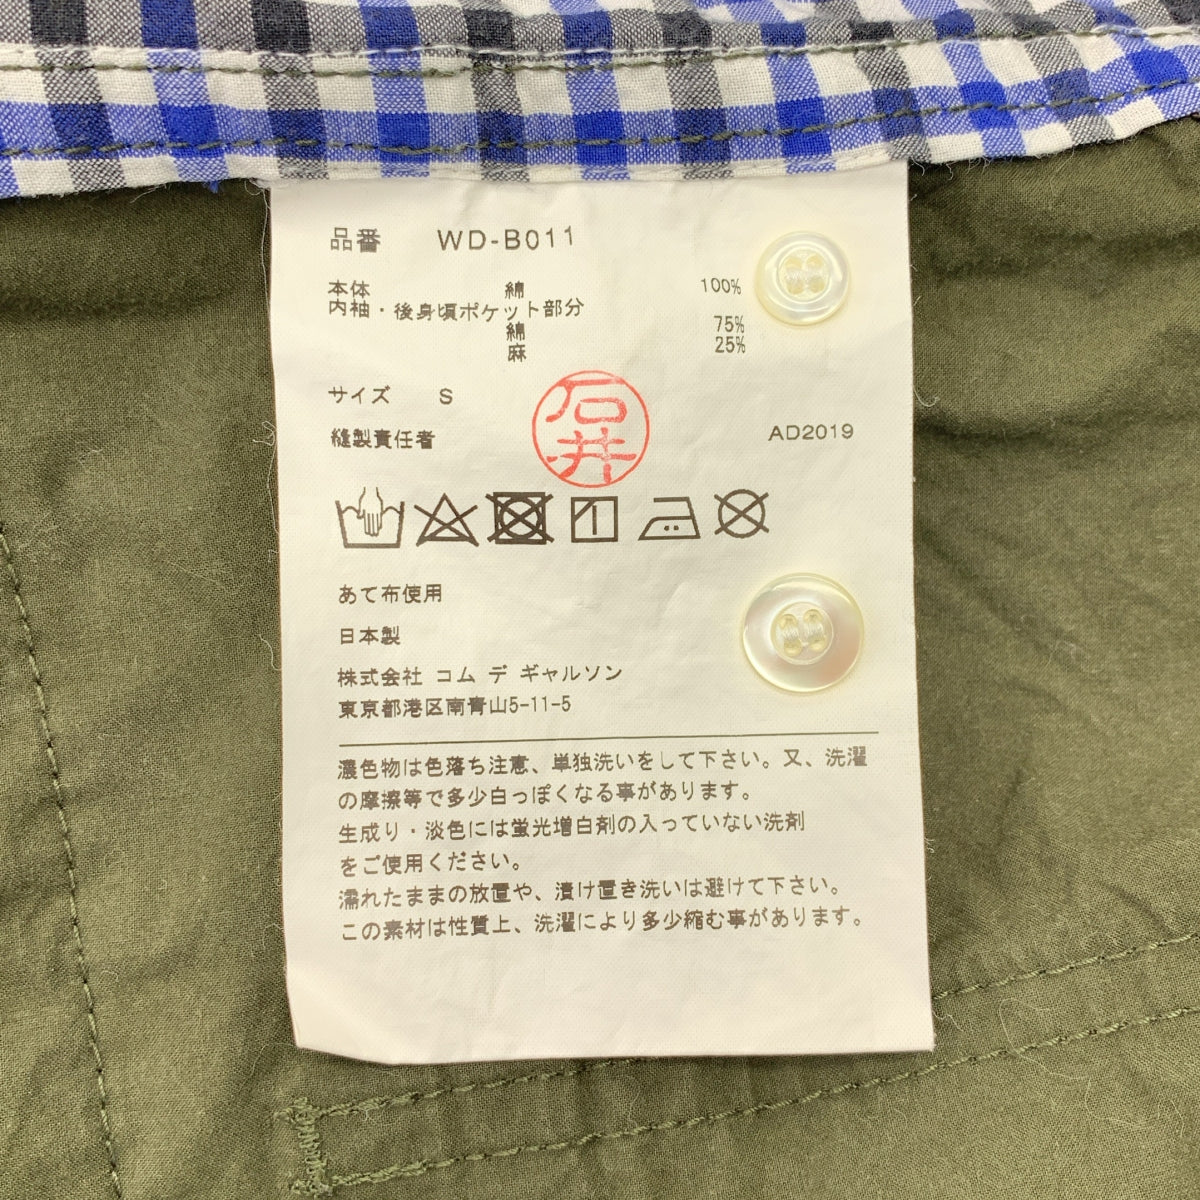 品番 WD-B011
本体 綿 100%
内袖・後身頃ポケット部分
綿 75%
麻 25%
サイズ S
縫製責任者 石井 AD2019
あて布使用
日本製
株式会社 コム デ ギャルソン
東京都港区南青山5-11-5
濃色物は色落ち注意、単独洗いをして下さい。又、洗濯
の摩擦等で多少白っぽくなる事があります。
生成り・淡色には蛍光増白剤の入っていない洗剤
をご使用ください。
濡れたままの放置や、漬け置き洗いは避けて下さい。
この素材は性質上、洗濯により多少縮む事があります。